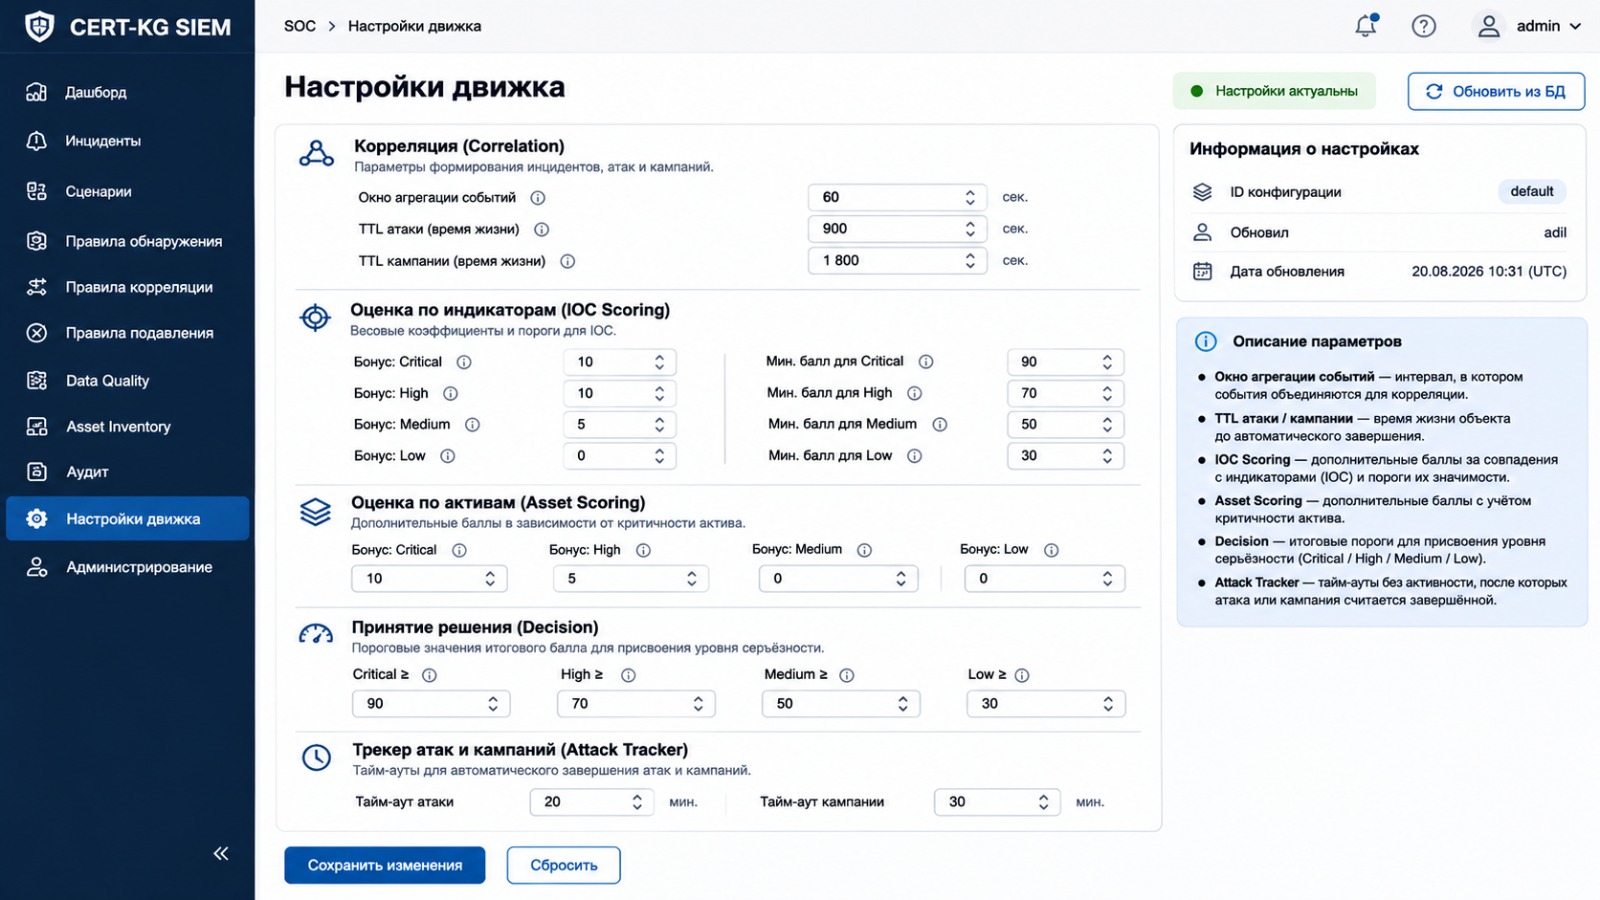 CERT-KG SIEM
SOC > Настройки движка
admin
Дашборд
Инциденты
Сценарии
Правила обнаружения
Правила корреляции
Правила подавления
Data Quality
Asset Inventory
Аудит
Настройки движка
Администрирование
Настройки движка
Настройки актуальны
Обновить из БД
Корреляция (Correlation)
Параметры формирования инцидентов, атак и кампаний.
Окно агрегации событий 60 сек.
TTL атаки (время жизни) 900 сек.
TTL кампании (время жизни) 1 800 сек.
Оценка по индикаторам (IOC Scoring)
Весовые коэффициенты и пороги для IOC.
Бонус: Critical 10 Мин. балл для Critical 90
Бонус: High 10 Мин. балл для High 70
Бонус: Medium 5 Мин. балл для Medium 50
Бонус: Low 0 Мин. балл для Low 30
Оценка по активам (Asset Scoring)
Дополнительные баллы в зависимости от критичности актива.
Бонус: Critical Бонус: High Бонус: Medium Бонус: Low
10 5 0 0
Принятие решения (Decision)
Пороговые значения итогового балла для присвоения уровня серьёзности.
Critical ≥ High ≥ Medium ≥ Low ≥
90 70 50 30
Трекер атак и кампаний (Attack Tracker)
Тайм-ауты для автоматического завершения атак и кампаний.
Тайм-аут атаки 20 мин. Тайм-аут кампании 30 мин.
Сохранить изменения
Сбросить
Информация о настройках
ID конфигурации default
Обновил adil
Дата обновления 20.08.2026 10:31 (UTC)
Описание параметров
• Окно агрегации событий — интервал, в котором
события объединяются для корреляции.
• TTL атаки / кампании — время жизни объекта
до автоматического завершения.
• IOC Scoring — дополнительные баллы за совпадения
с индикаторами (IOC) и пороги их значимости.
• Asset Scoring — дополнительные баллы с учётом
критичности актива.
• Decision — итоговые пороги для присвоения уровня
серьёзности (Critical / High / Medium / Low).
• Attack Tracker — тайм-ауты без активности, после которых
атака или кампания считается завершённой.